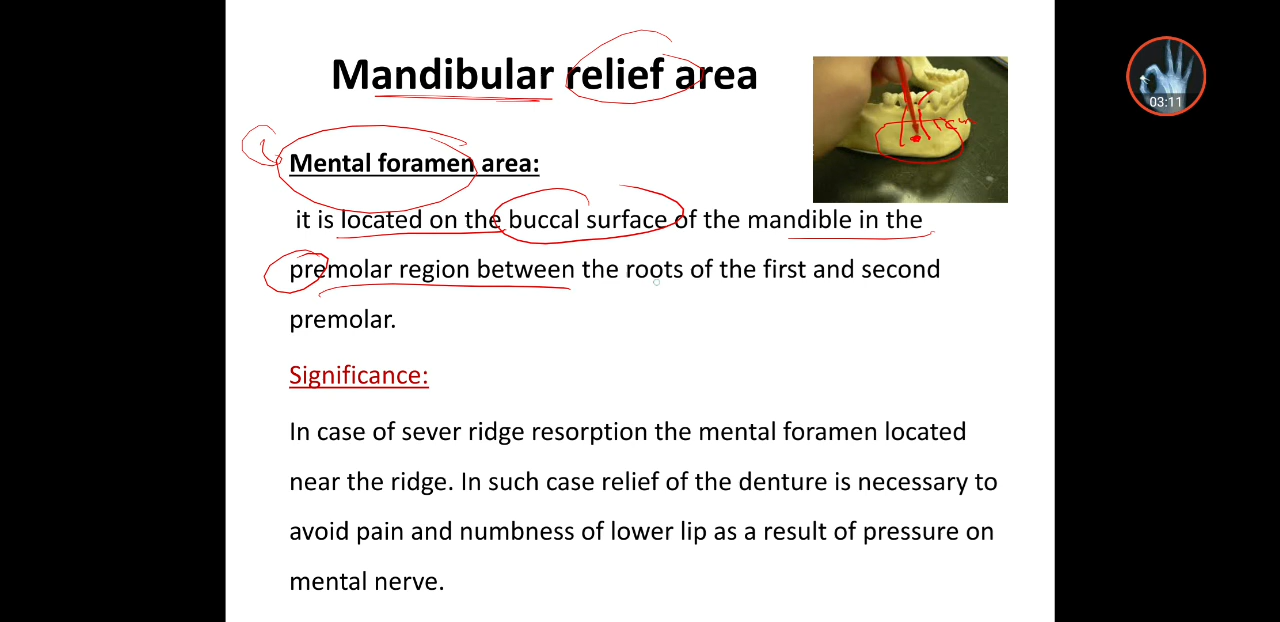 Mandibular relief area
03:11
Mental foramen area:
it is located on the buccal surface of the mandible in the
premolar region between the roots of the first and second
premolar.
Significance:
In case of sever ridge resorption the mental foramen located
near the ridge. In such case relief of the denture is necessary to
avoid pain and numbness of lower lip as a result of pressure on
mental nerve.